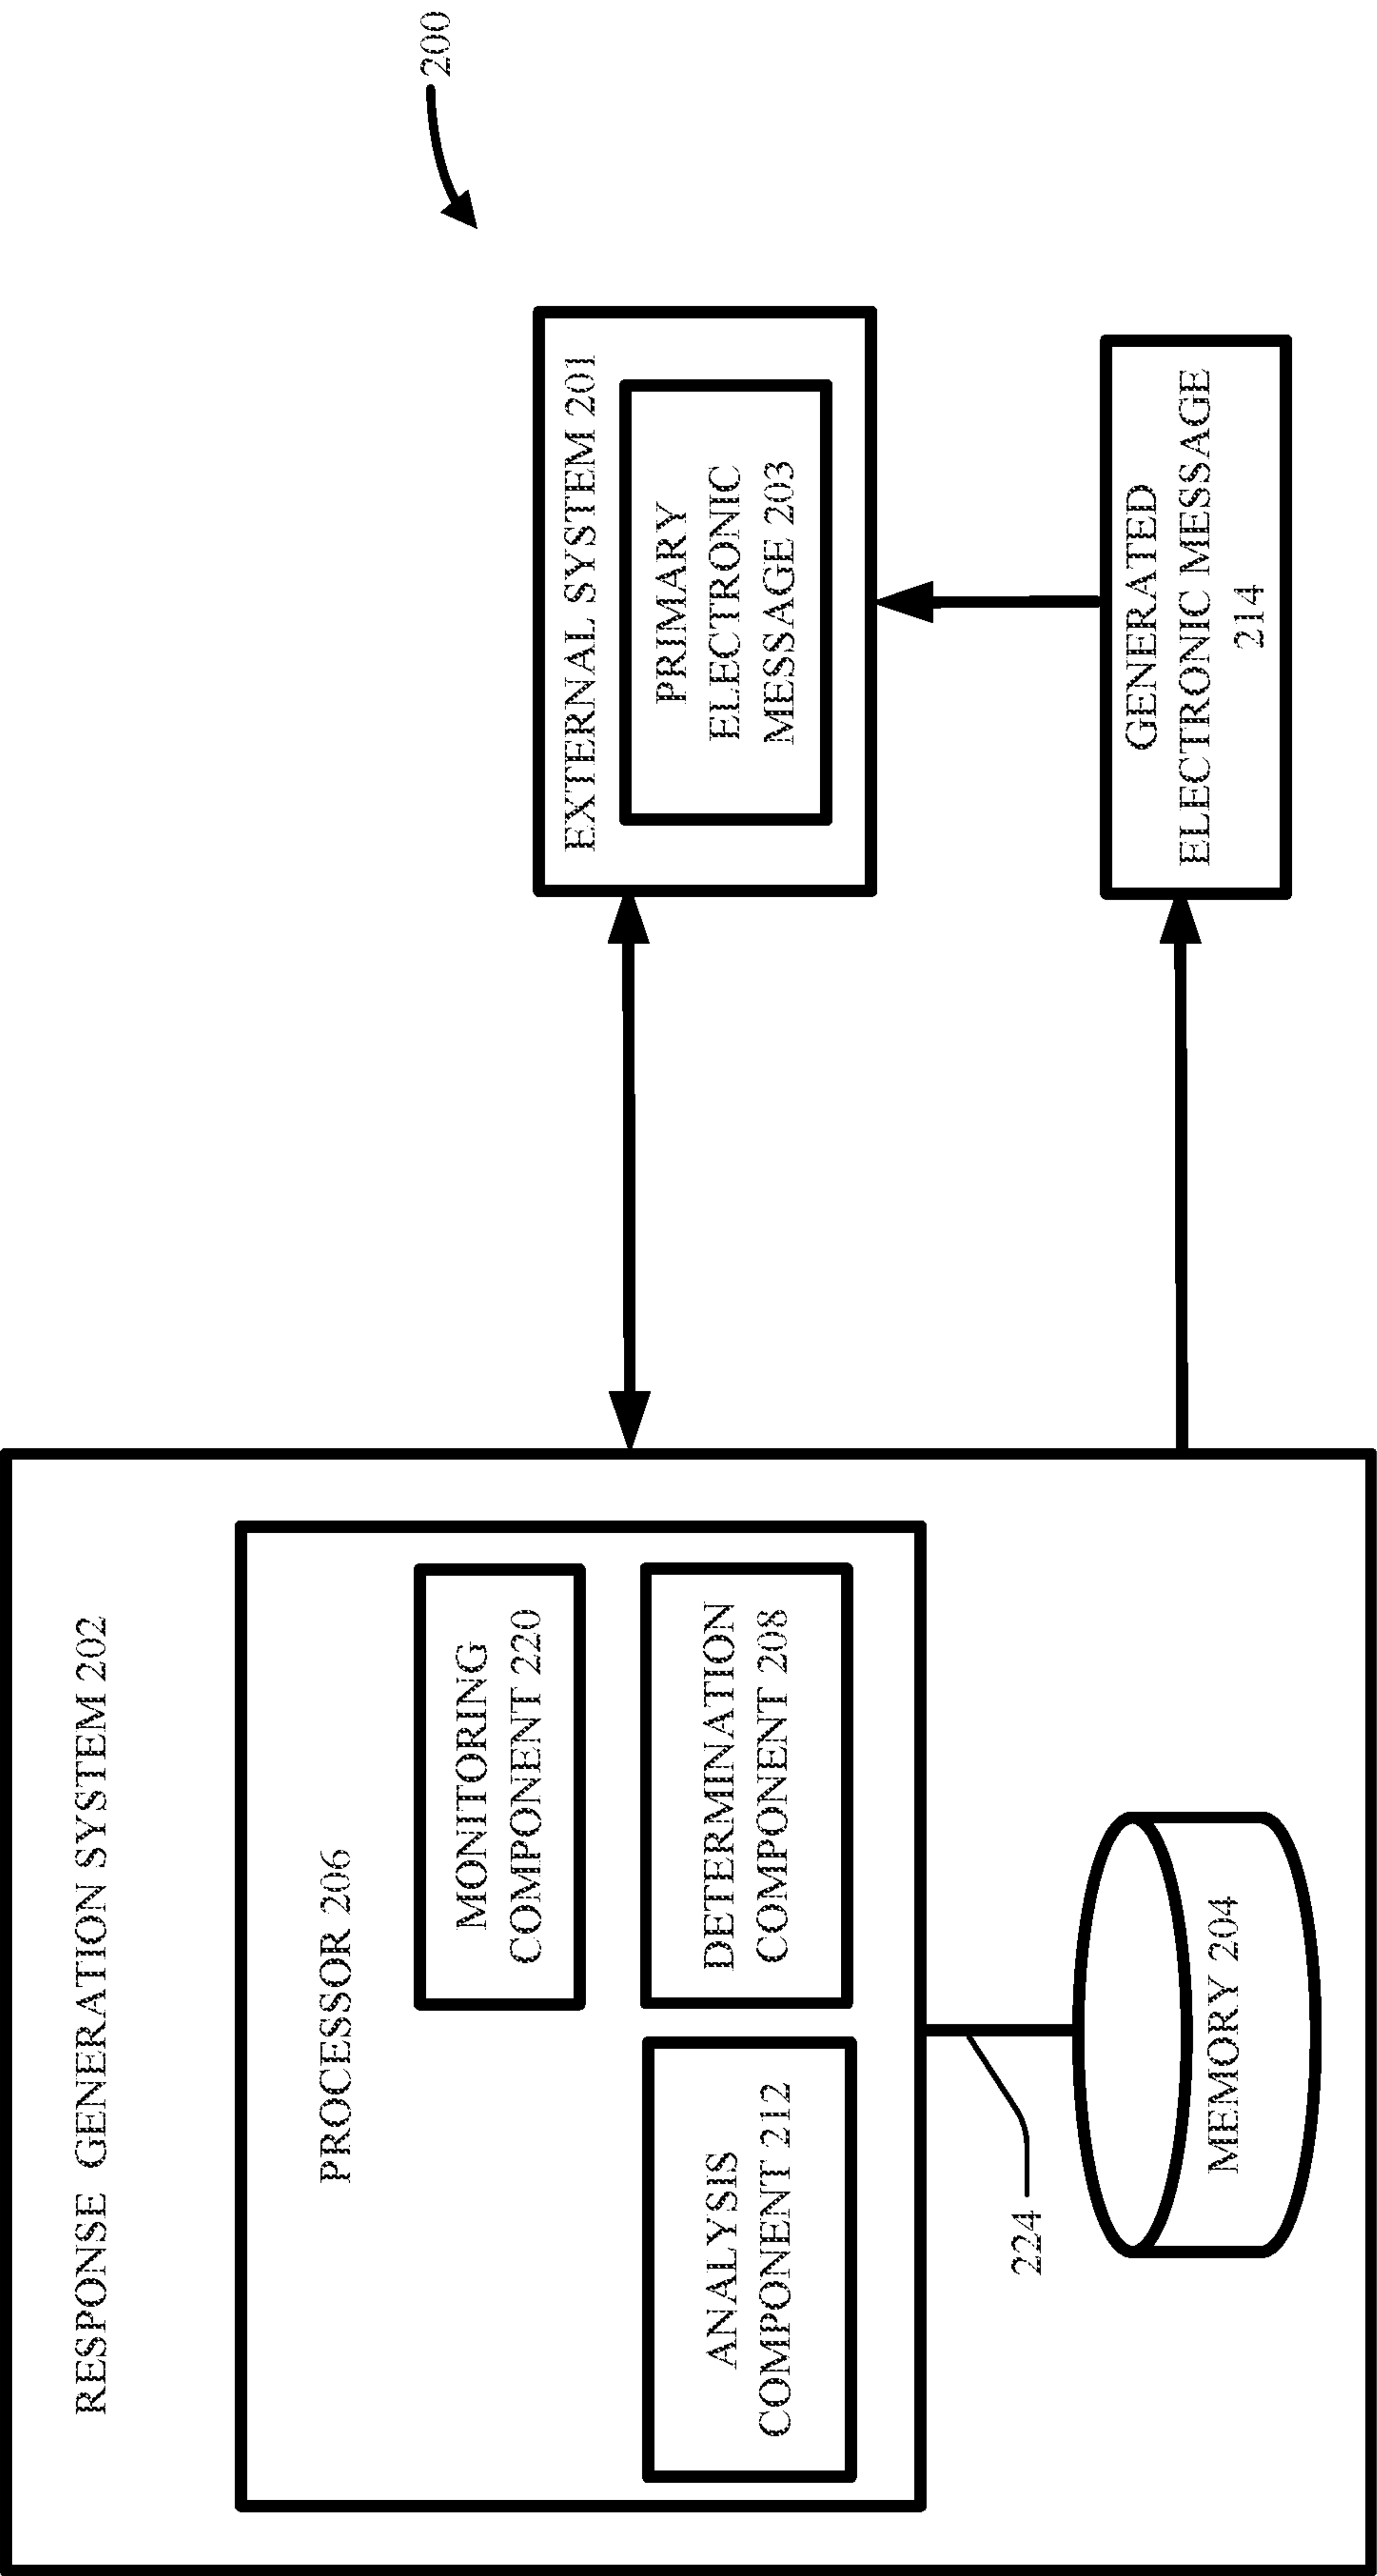 200
RESPONSE GENERATION SYSTEM 202
PROCESSOR 206
MONITORING
COMPONENT 220
ANALYSIS
COMPONENT 212
DETERMINATION
COMPONENT 208
224
MEMORY 204
EXTERNAL SYSTEM 201
PRIMARY
ELECTRONIC
MESSAGE 203
GENERATED
ELECTRONIC MESSAGE
214